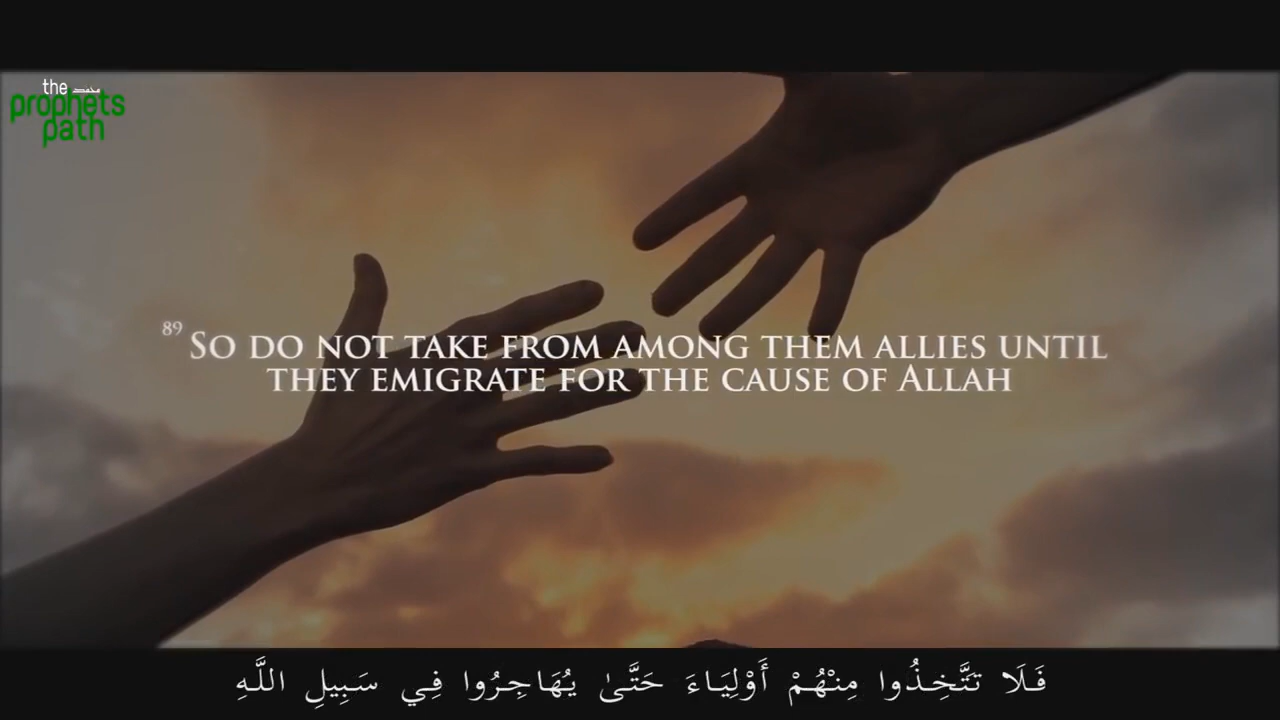 the محمد
prophets
path
89 So do not take from among them allies until
they emigrate for the cause of Allah
فَلَا تَتَّخِذُوا مِنْهُمْ أَوْلِيَاءَ حَتَّىٰ يُهَاجِرُوا فِي سَبِيلِ اللَّهِ